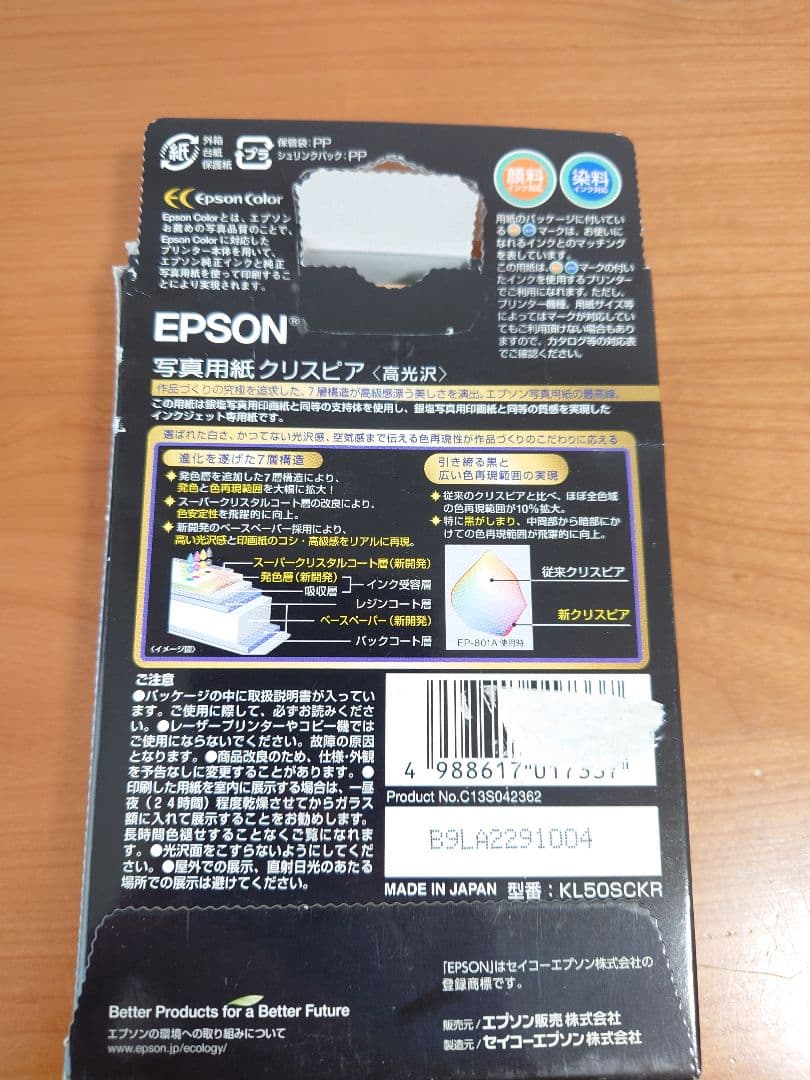 紙
外箱
台紙
保護紙
プラ
保管袋:PP
シュリンクパック:PP
顔料
インク対応
染料
インク対応
EC Epson Color
Epson Colorとは、エプソン
お薦めの写真品質のことで、
Epson Colorに対応した
プリンター本体を用いて、
エプソン純正インクと純正
写真用紙を使って印刷するこ
とにより実現されます。
用紙のパッケージに付いてい
るマークは、お使いに
なれるインクとのマッチング
を表しています。
この用紙は、マークの付い
たインクを使用するプリンター
でご利用になれます。ただし、
プリンター機種、用紙サイズ等
によってはマークが対応してい
てもご利用頂けない場合もあり
ますので、カタログ等の対応表
でご確認ください。
EPSON®
写真用紙クリスピア〈高光沢〉
作品づくりの究極を追求した、7層構造が高級感漂う美しさを演出。エプソン写真用紙の最高峰。
この用紙は銀塩写真用印画紙と同等の支持体を使用し、銀塩写真用印画紙と同等の質感を実現した
インクジェット専用紙です。
選ばれた白さ、かつてない光沢感、空気感まで伝える色再現性が作品づくりのこだわりに応える
進化を遂げた7層構造
発色層を追加した7層構造により、
発色と色再現範囲を大幅に拡大!
スーパークリスタルコート層の改良により、
色安定性を飛躍的に向上。
新開発のベースペーパー採用により、
高い光沢感と印画紙のコシ・高級感をリアルに再現。
スーパークリスタルコート層(新開発)
発色層(新開発)
吸収層
インク受容層
レジンコート層
ベースペーパー(新開発)
バックコート層
〈イメージ図〉
引き締る黒と
広い色再現範囲の実現
従来のクリスピアと比べ、ほぼ全色域
の色再現範囲が10%拡大。
特に黒がしまり、中間部から暗部にか
けての色再現範囲が飛躍的に向上。
従来クリスピア
新クリスピア
EP-801A使用時
ご注意
●パッケージの中に取扱説明書が入ってい
ます。ご使用に際して、必ずお読みくださ
い。●レーザープリンターやコピー機では
ご使用にならないでください。故障の原因
となります。●商品改良のため、仕様・外観
を予告なしに変更することがあります。●
印刷した用紙を室内に展示する場合は、一昼
夜(24時間)程度乾燥させてからガラス
額に入れて展示することをお勧めします。
長時間色褪せすることなくご覧になれま
す。●光沢面をこすらないようにしてくだ
さい。●屋外での展示、直射日光のあたる
場所での展示は避けてください。
4 988617 017337
Product No.C13S042362
B9LA2291004
MADE IN JAPAN 型番:KL50SCKR
「EPSON」はセイコーエプソン株式会社の
登録商標です。
Better Products for a Better Future
エプソンの環境への取り組みについて
www.epson.jp/ecology/
販売元/エプソン販売株式会社
製造元/セイコーエプソン株式会社